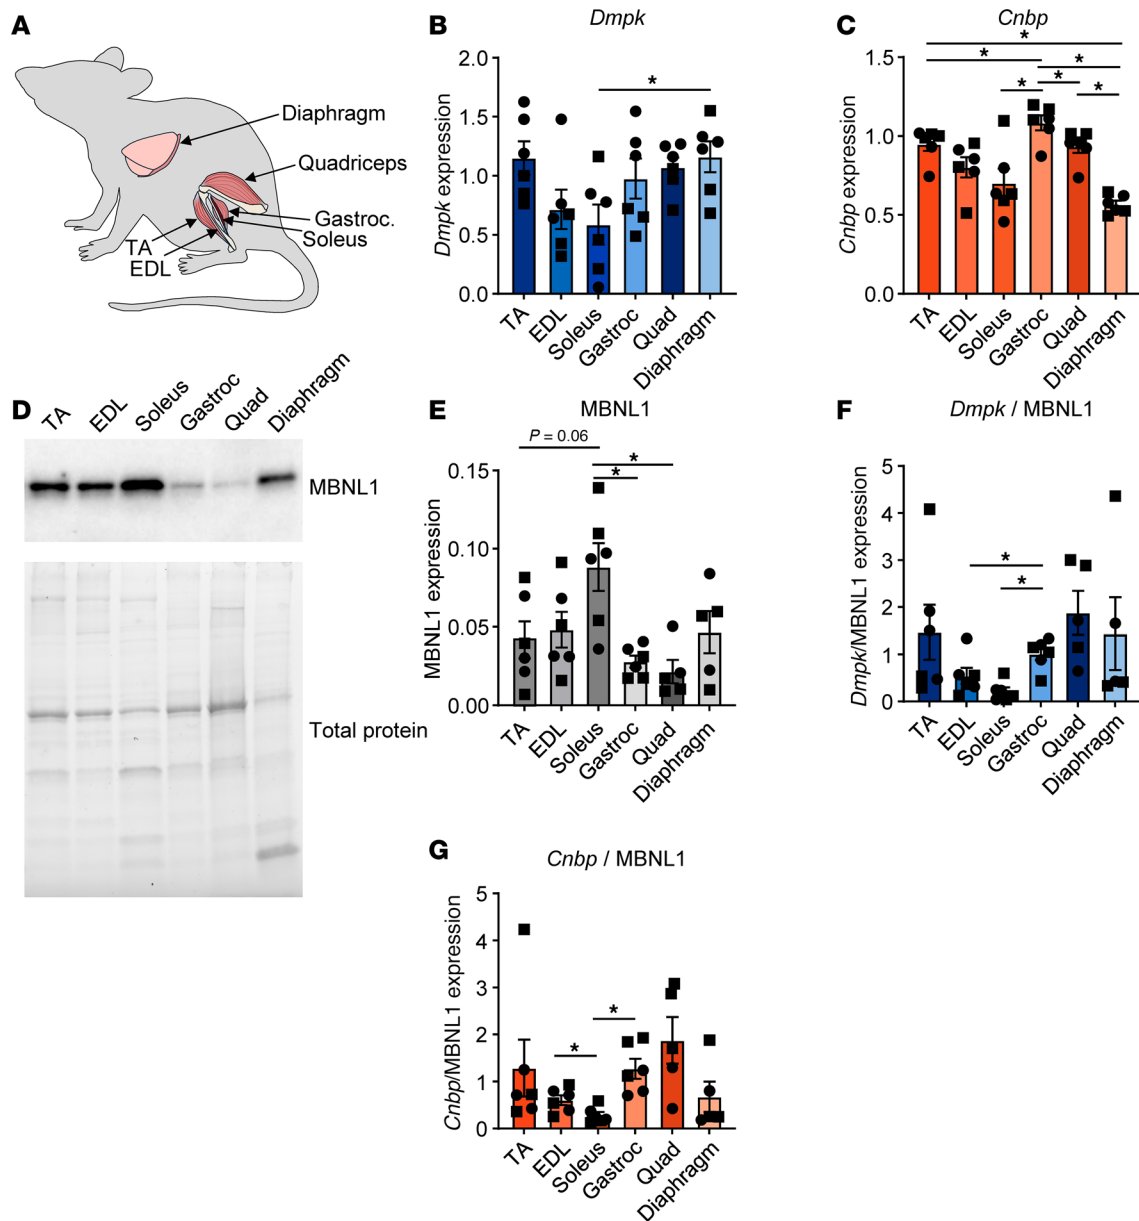 A
Diaphragm
Quadriceps
Gastroc.
Soleus
TA
EDL
B
Dmpk
Dmpk expression
2.0
1.5
1.0
0.5
0.0
*
TA
EDL
Soleus
Gastroc
Quad
Diaphragm
C
Cnbp
Cnbp expression
1.5
1.0
0.5
0.0
*
*
*
*
*
*
TA
EDL
Soleus
Gastroc
Quad
Diaphragm
D
TA
EDL
Soleus
Gastroc
Quad
Diaphragm
MBNL1
Total protein
E
MBNL1
MBNL1 expression
0.15
0.10
0.05
0.00
P = 0.06
*
*
TA
EDL
Soleus
Gastroc
Quad
Diaphragm
F
Dmpk / MBNL1
Dmpk/MBNL1 expression
5
4
3
2
1
0
*
*
TA
EDL
Soleus
Gastroc
Quad
Diaphragm
G
Cnbp / MBNL1
Cnbp/MBNL1 expression
5
4
3
2
1
0
*
*
TA
EDL
Soleus
Gastroc
Quad
Diaphragm